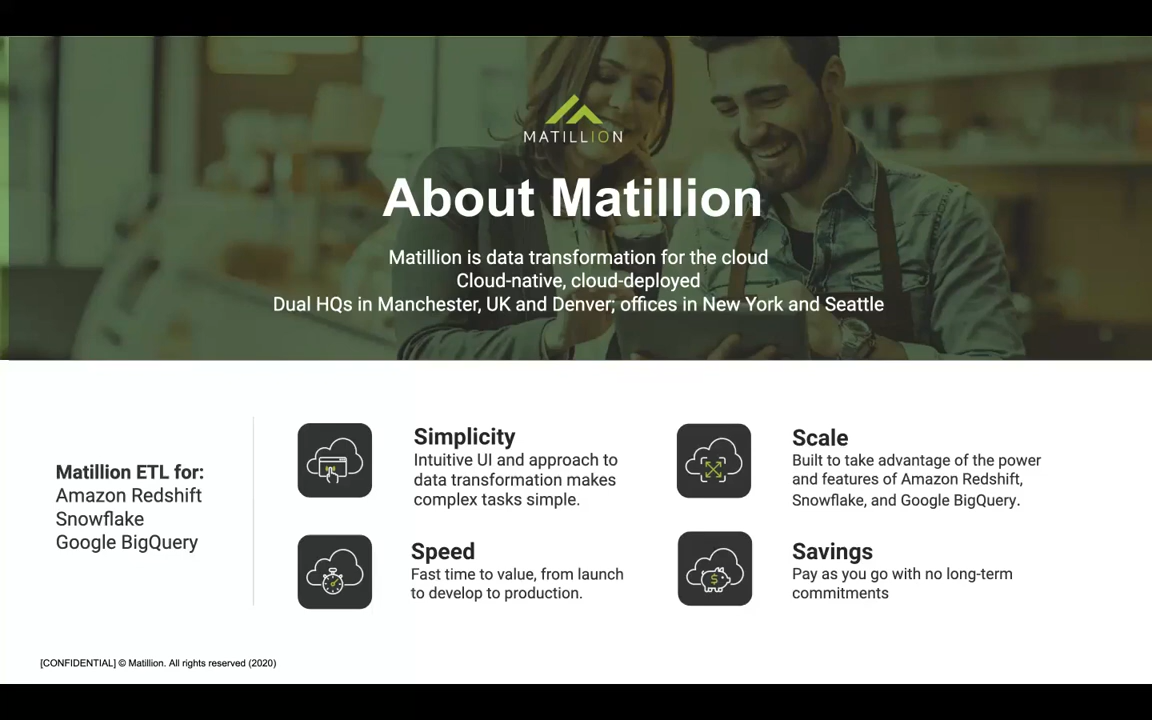 MATILLION
About Matillion
Matillion is data transformation for the cloud
Cloud-native, cloud-deployed
Dual HQs in Manchester, UK and Denver; offices in New York and Seattle
Matillion ETL for:
Amazon Redshift
Snowflake
Google BigQuery
Simplicity
Intuitive UI and approach to
data transformation makes
complex tasks simple.
Scale
Built to take advantage of the power
and features of Amazon Redshift,
Snowflake, and Google BigQuery.
Speed
Fast time to value, from launch
to develop to production.
Savings
Pay as you go with no long-term
commitments
[CONFIDENTIAL] © Matillion. All rights reserved (2020)